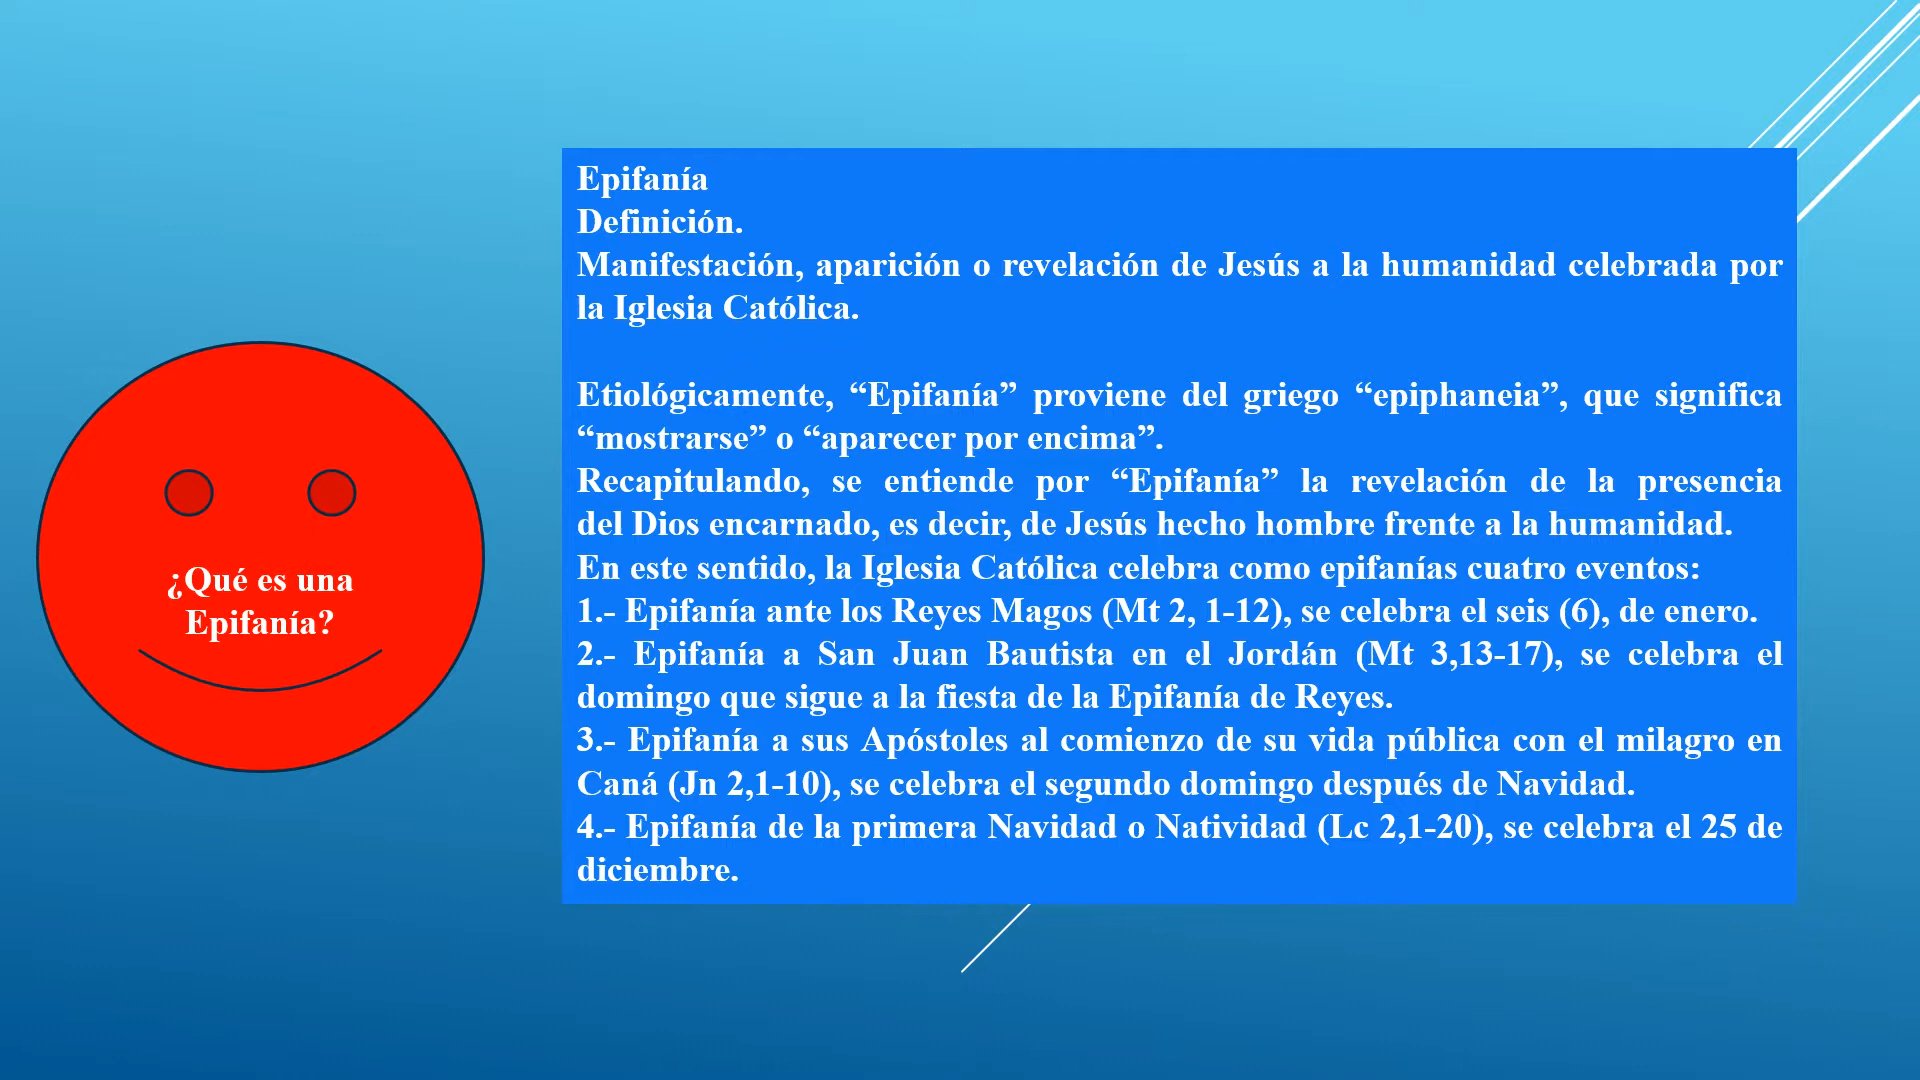 ¿Qué es una
Epifanía?
Epifanía
Definición.
Manifestación, aparición o revelación de Jesús a la humanidad celebrada por
la Iglesia Católica.
Etiológicamente, “Epifanía” proviene del griego “epiphaneia”, que significa
“mostrarse” o “aparecer por encima”.
Recapitulando, se entiende por “Epifanía” la revelación de la presencia
del Dios encarnado, es decir, de Jesús hecho hombre frente a la humanidad.
En este sentido, la Iglesia Católica celebra como epifanías cuatro eventos:
1.- Epifanía ante los Reyes Magos (Mt 2, 1-12), se celebra el seis (6), de enero.
2.- Epifanía a San Juan Bautista en el Jordán (Mt 3,13-17), se celebra el
domingo que sigue a la fiesta de la Epifanía de Reyes.
3.- Epifanía a sus Apóstoles al comienzo de su vida pública con el milagro en
Caná (Jn 2,1-10), se celebra el segundo domingo después de Navidad.
4.- Epifanía de la primera Navidad o Natividad (Lc 2,1-20), se celebra el 25 de
diciembre.